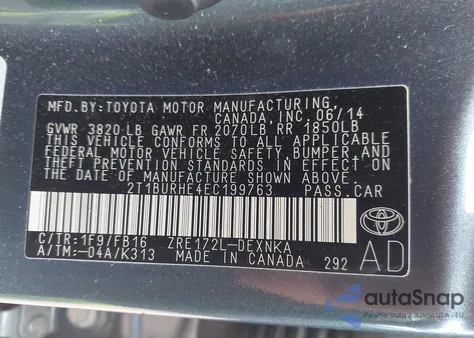 MFD. BY: TOYOTA MOTOR MANUFACTURING,
CANADA, INC. 06/14
GVWR 3820 LB GAWR FR 2070LB RR 1850LB
THIS VEHICLE CONFORMS TO ALL APPLICABLE
FEDERAL MOTOR VEHICLE SAFETY, BUMPER, AND
THEFT PREVENTION STANDARDS IN EFFECT ON
THE DATE OF MANUFACTURE SHOWN ABOVE.
2T1BURHE4EC199763 PASS. CAR
C/TR: 1F9/FB16 ZRE172L-DEXNKA
A/TM: -04A/K313 MADE IN CANADA 292
AD
autoSnap